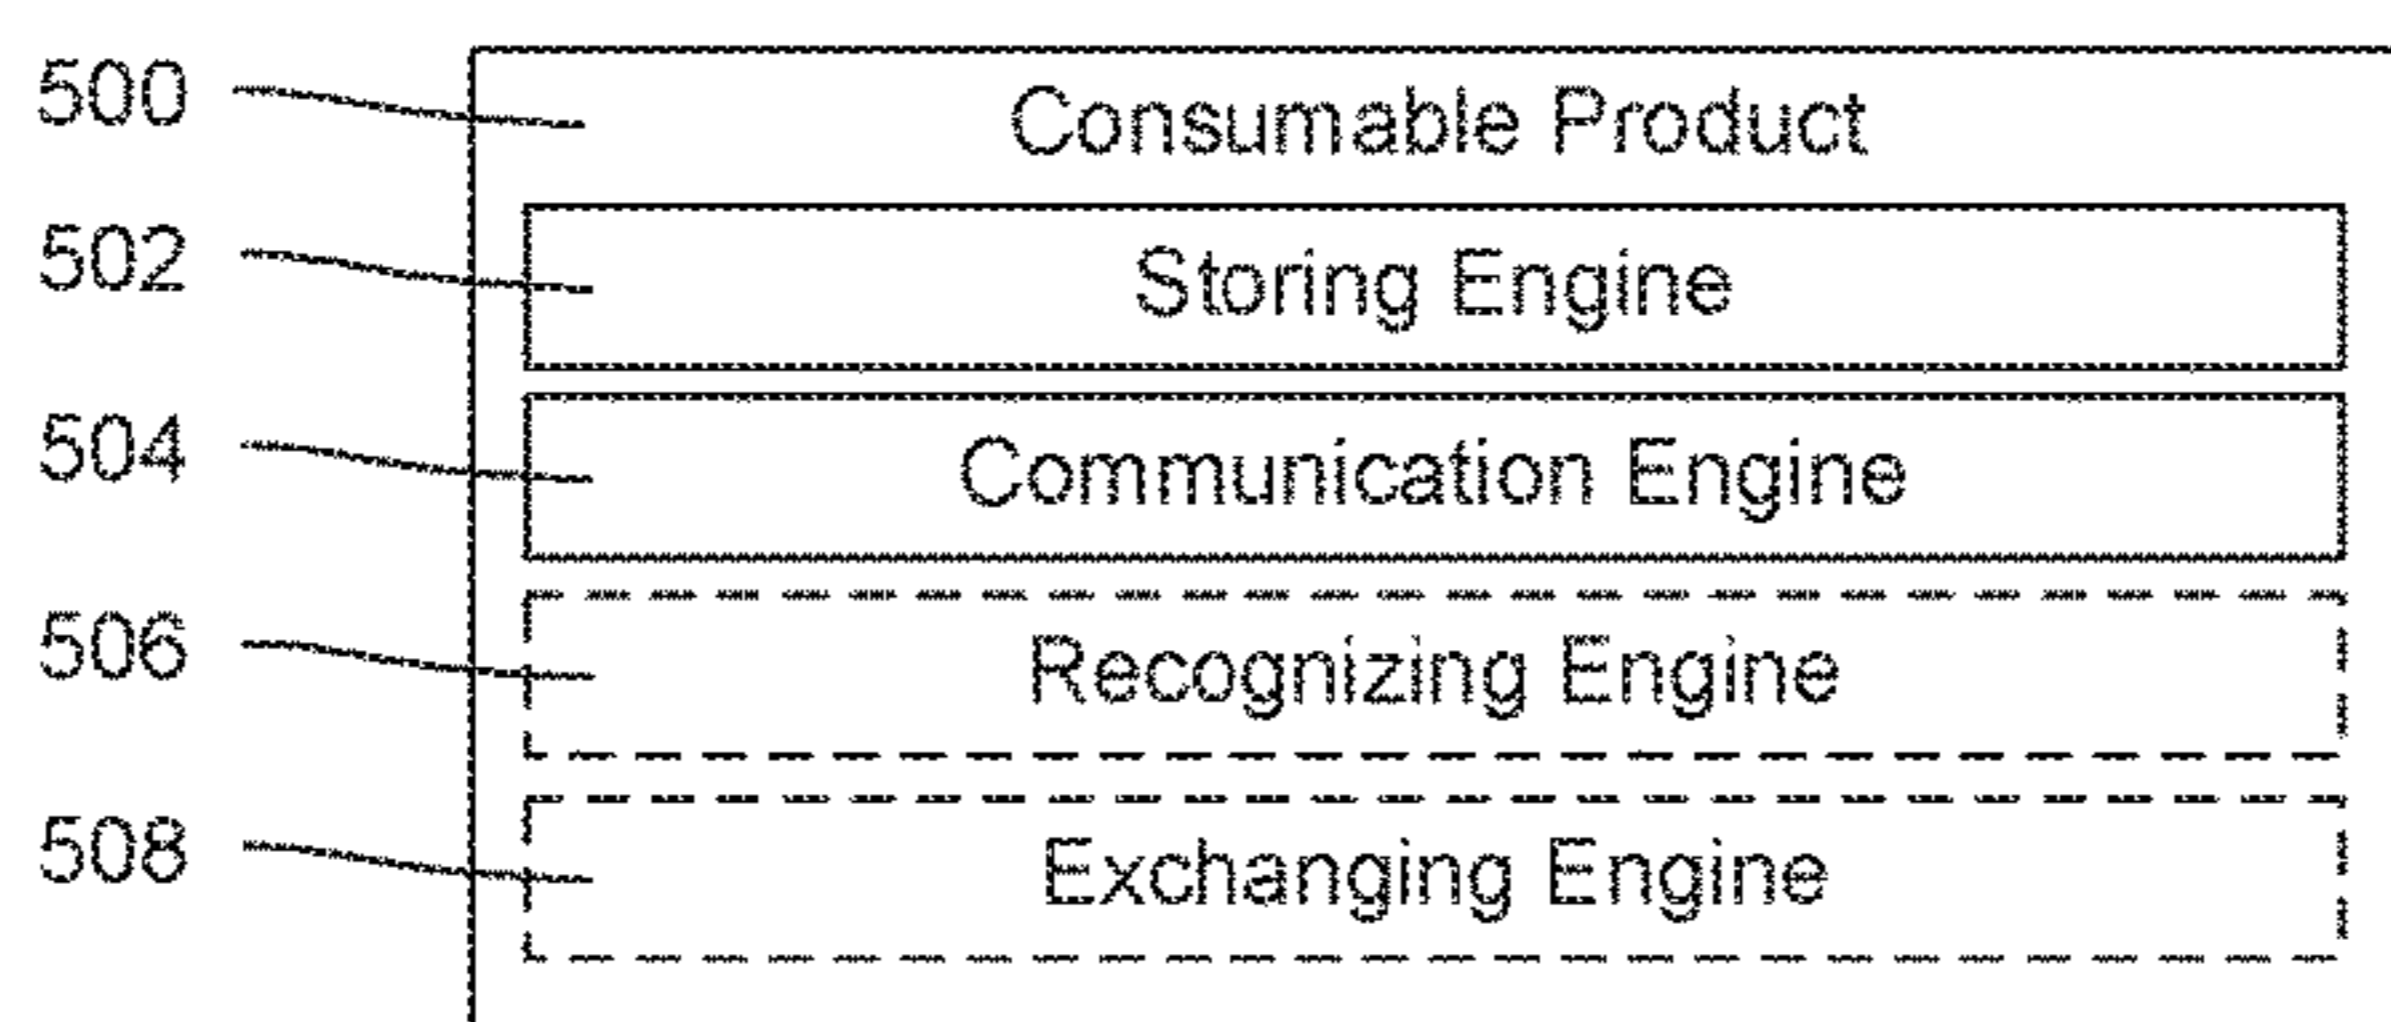 500 Consumable Product
502 Storing Engine
504 Communication Engine
506 Recognizing Engine
508 Exchanging Engine